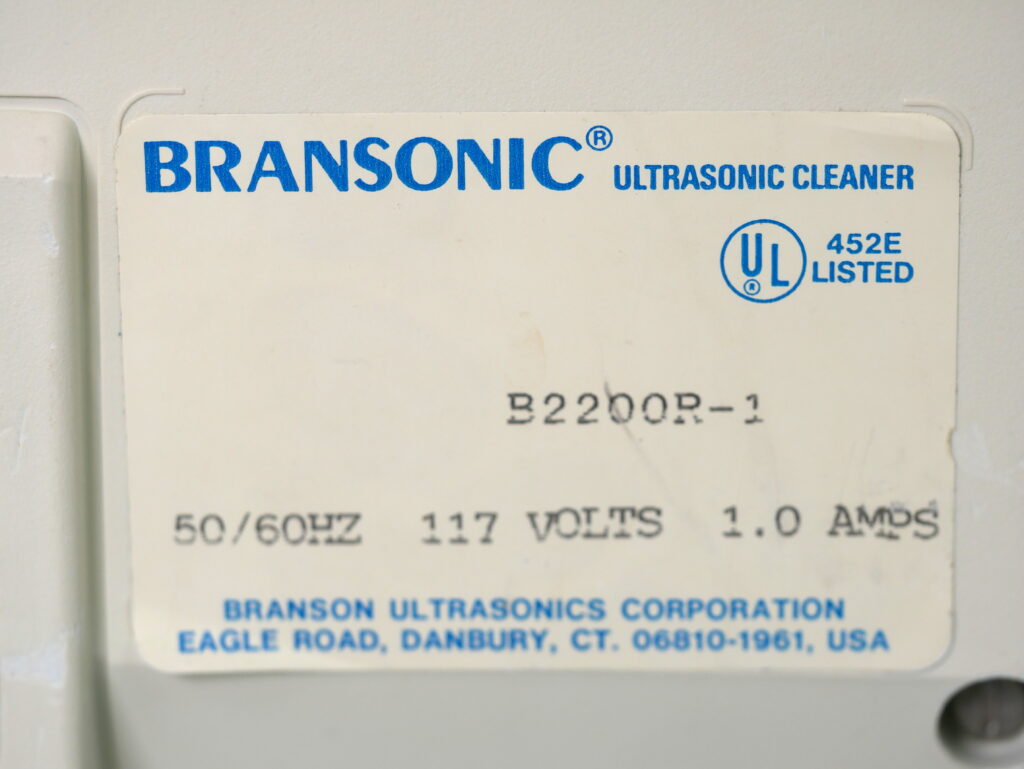 BRANSONIC® ULTRASONIC CLEANER
UL® 452E LISTED
B2200R-1
50/60HZ 117 VOLTS 1.0 AMPS
BRANSON ULTRASONICS CORPORATION
EAGLE ROAD, DANBURY, CT. 06810-1961, USA